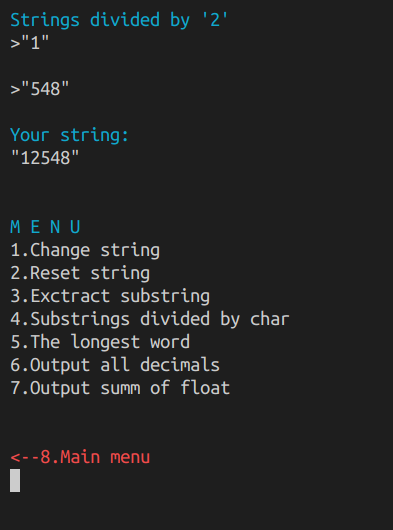 Strings divided by '2'
>"1"
>"548"
Your string:
"12548"
M E N U
1.Change string
2.Reset string
3.Exctract substring
4.Substrings divided by char
5.The longest word
6.Output all decimals
7.Output summ of float
<--8.Main menu